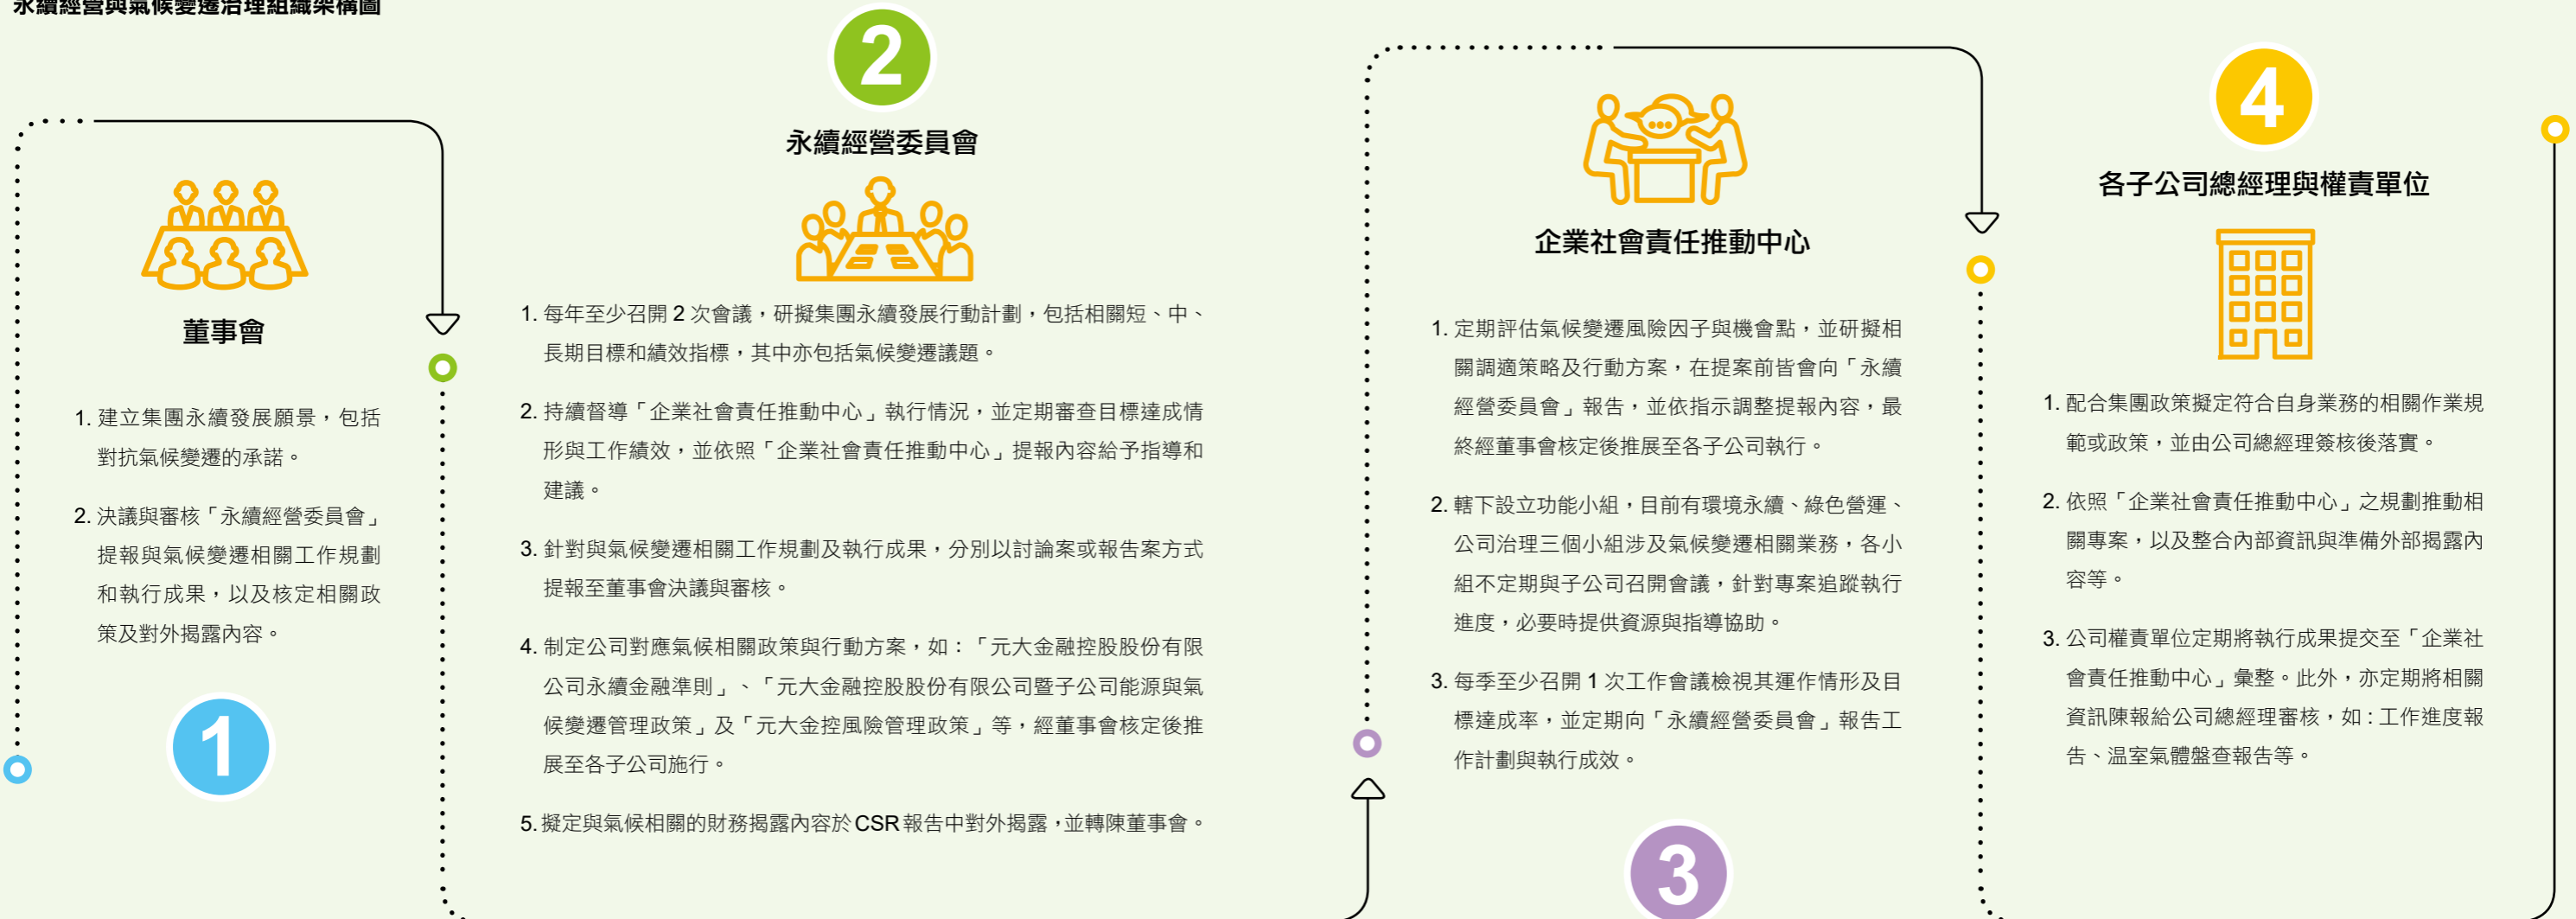 永續經營與氣候變遷治理組織架構圖
董事會
1. 建立集團永續發展願景，包括
對抗氣候變遷的承諾。
2. 決議與審核「永續經營委員會」
提報與氣候變遷相關工作規劃
和執行成果，以及核定相關政
策及對外揭露內容。
1
2
永續經營委員會
1. 每年至少召開 2 次會議，研擬集團永續發展行動計劃，包括相關短、中、
長期目標和績效指標，其中亦包括氣候變遷議題。
2. 持續督導「企業社會責任推動中心」執行情況，並定期審查目標達成情
形與工作績效，並依照「企業社會責任推動中心」提報內容給予指導和
建議。
3. 針對與氣候變遷相關工作規劃及執行成果，分別以討論案或報告案方式
提報至董事會決議與審核。
4. 制定公司對應氣候相關政策與行動方案，如：「元大金融控股股份有限
公司永續金融準則」、「元大金融控股股份有限公司暨子公司能源與氣
候變遷管理政策」及「元大金控風險管理政策」等，經董事會核定後推
展至各子公司施行。
5. 擬定與氣候相關的財務揭露內容於 CSR 報告中對外揭露，並轉陳董事會。
企業社會責任推動中心
1. 定期評估氣候變遷風險因子與機會點，並研擬相
關調適策略及行動方案，在提案前皆會向「永續
經營委員會」報告，並依指示調整提報內容，最
終經董事會核定後推展至各子公司執行。
2. 轄下設立功能小組，目前有環境永續、綠色營運、
公司治理三個小組涉及氣候變遷相關業務，各小
組不定期與子公司召開會議，針對專案追蹤執行
進度，必要時提供資源與指導協助。
3. 每季至少召開 1 次工作會議檢視其運作情形及目
標達成率，並定期向「永續經營委員會」報告工
作計劃與執行成效。
3
4
各子公司總經理與權責單位
1. 配合集團政策擬定符合自身業務的相關作業規
範或政策，並由公司總經理簽核後落實。
2. 依照「企業社會責任推動中心」之規劃推動相
關專案，以及整合內部資訊與準備外部揭露內
容等。
3. 公司權責單位定期將執行成果提交至「企業社
會責任推動中心」彙整。此外，亦定期將相關
資訊陳報給公司總經理審核，如：工作進度報
告、温室氣體盤查報告等。